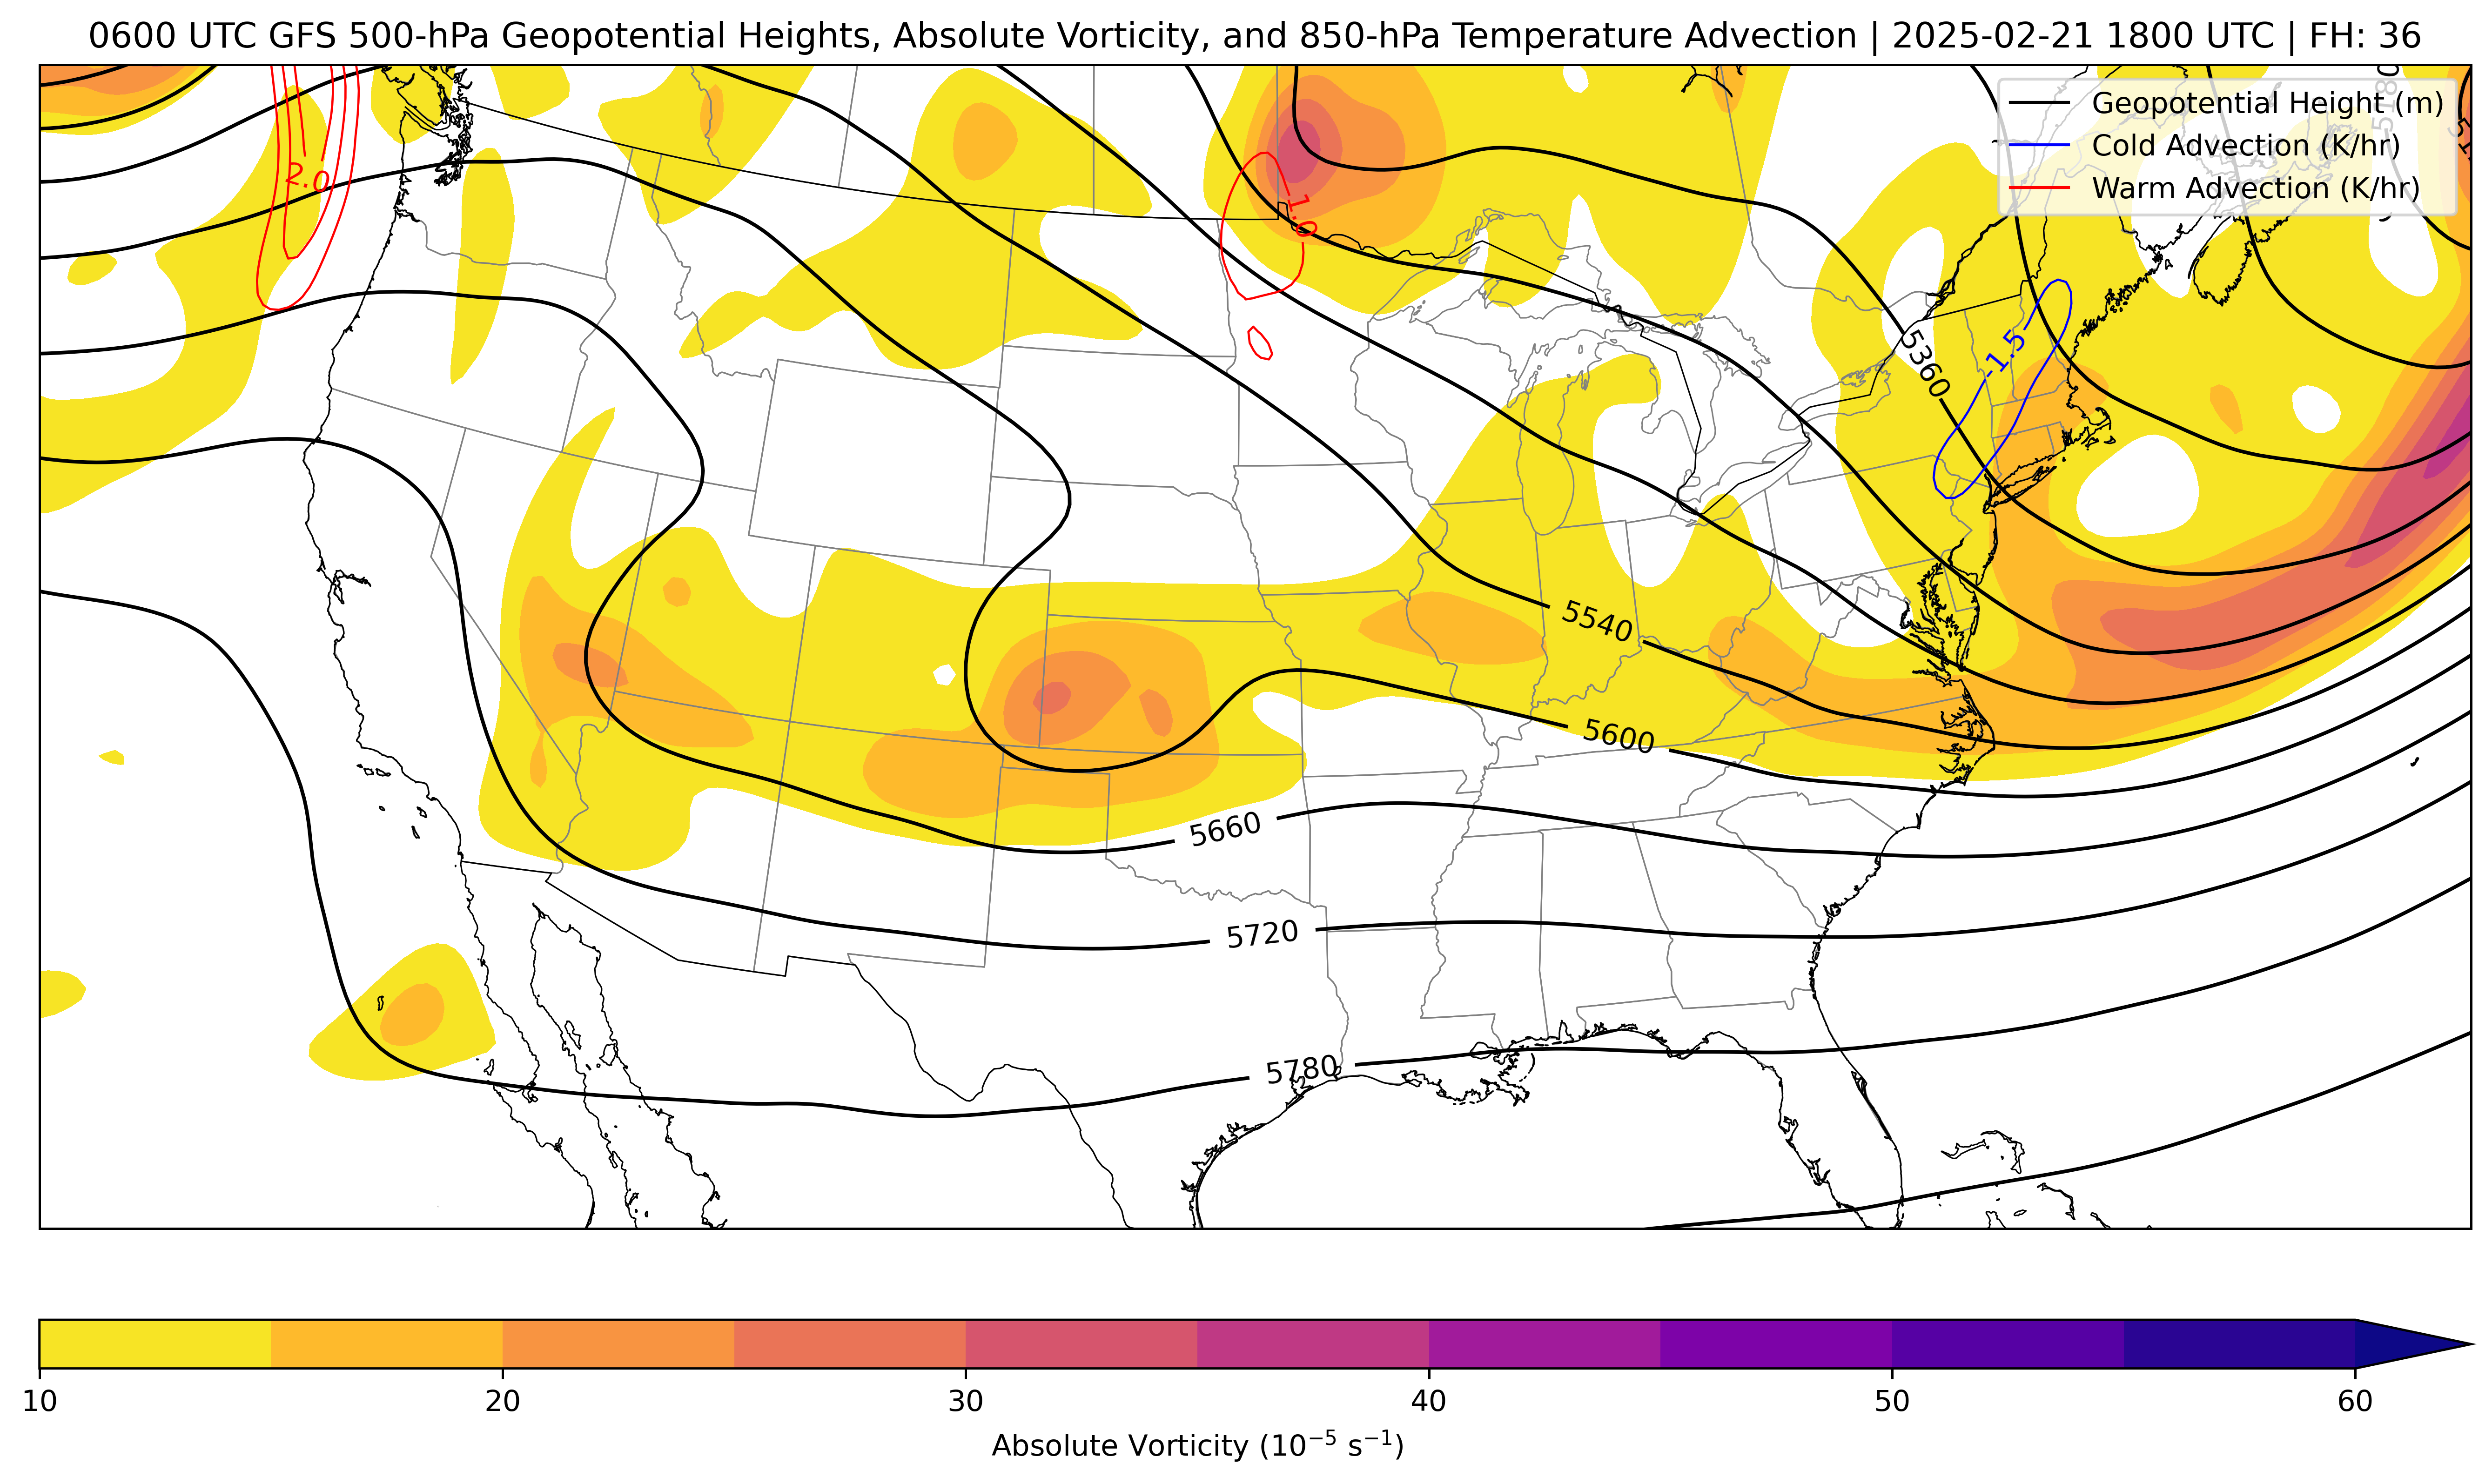 0600 UTC GFS 500-hPa Geopotential Heights, Absolute Vorticity, and 850-hPa Temperature Advection | 2025-02-21 1800 UTC | FH: 36
Geopotential Height (m)
Cold Advection (K/hr)
Warm Advection (K/hr)
5180
2.0
1.0
-1.5
5360
5540
5600
5660
5720
5780
10 20 30 40 50 60
Absolute Vorticity (10⁻⁵ s⁻¹)